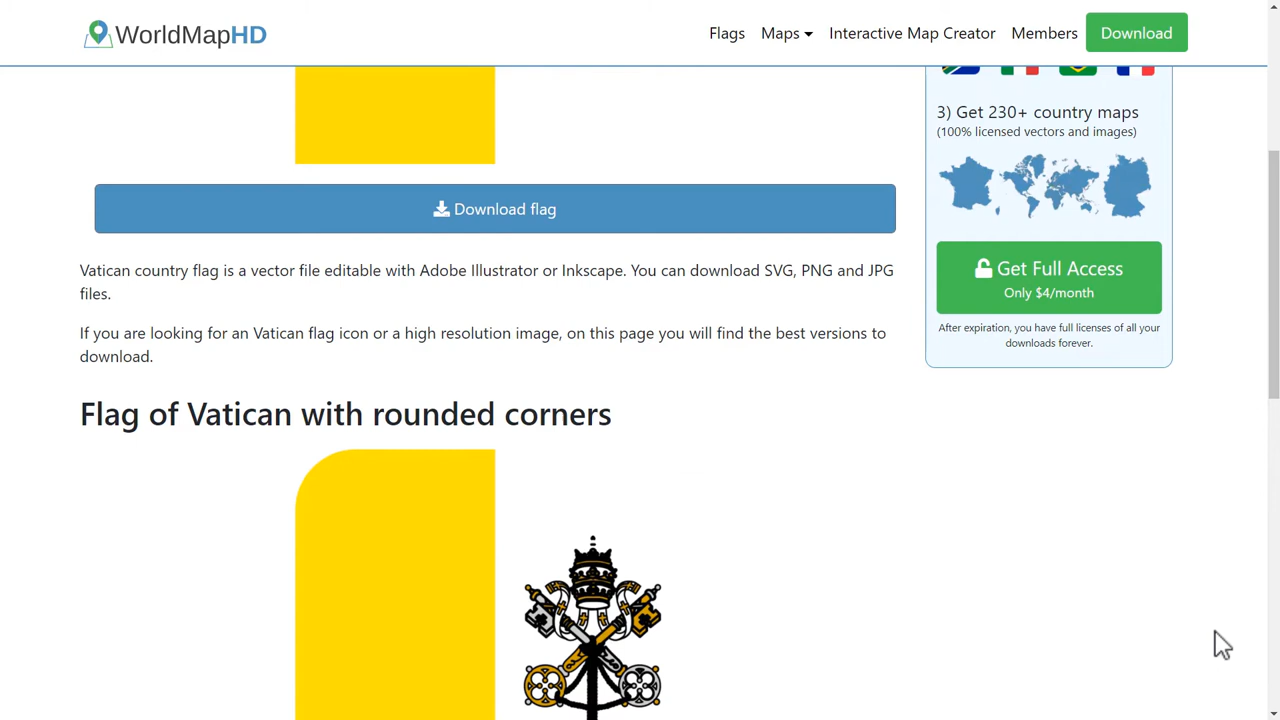 WorldMapHD
Flags Maps Interactive Map Creator Members Download
3) Get 230+ country maps
(100% licensed vectors and images)
Get Full Access
Only $4/month
After expiration, you have full licenses of all your
downloads forever.
Download flag
Vatican country flag is a vector file editable with Adobe Illustrator or Inkscape. You can download SVG, PNG and JPG
files.
If you are looking for an Vatican flag icon or a high resolution image, on this page you will find the best versions to
download.
Flag of Vatican with rounded corners